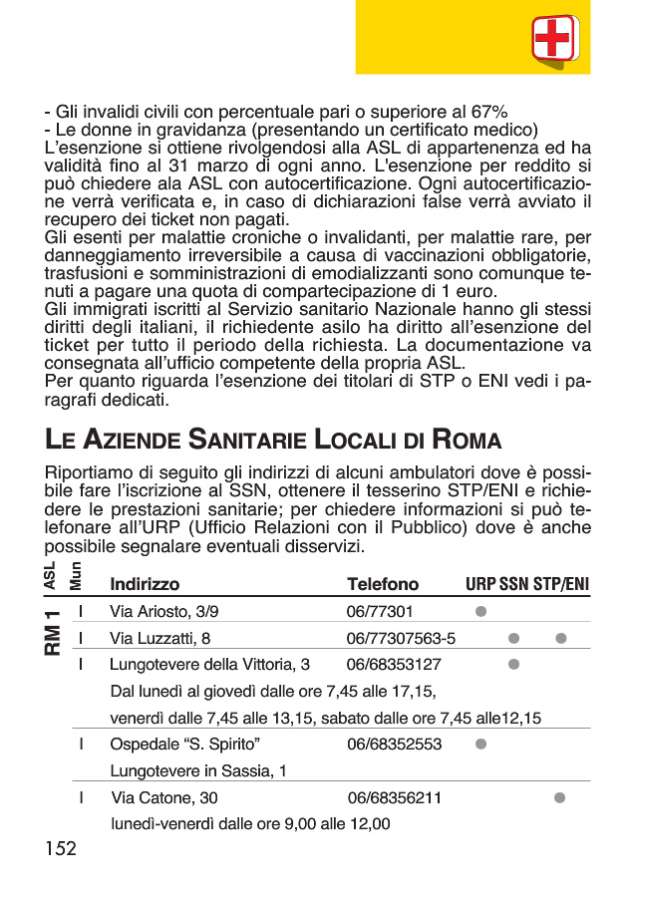 - Gli invalidi civili con percentuale pari o superiore al 67%
- Le donne in gravidanza (presentando un certificato medico)
L'esenzione si ottiene rivolgendosi alla ASL di appartenenza ed ha
validità fino al 31 marzo di ogni anno. L'esenzione per reddito si
può chiedere ala ASL con autocertificazione. Ogni autocertificazio-
ne verrà verificata e, in caso di dichiarazioni false verrà avviato il
recupero dei ticket non pagati.
Gli esenti per malattie croniche o invalidanti, per malattie rare, per
danneggiamento irreversibile a causa di vaccinazioni obbligatorie,
trasfusioni e somministrazioni di emodializzanti sono comunque te-
nuti a pagare una quota di compartecipazione di 1 euro.
Gli immigrati iscritti al Servizio sanitario Nazionale hanno gli stessi
diritti degli italiani, il richiedente asilo ha diritto all'esenzione del
ticket per tutto il periodo della richiesta. La documentazione va
consegnata all'ufficio competente della propria ASL.
Per quanto riguarda l'esenzione dei titolari di STP o ENI vedi i pa-
ragrafi dedicati.
LE AZIENDE SANITARIE LOCALI DI ROMA
Riportiamo di seguito gli indirizzi di alcuni ambulatori dove è possi-
bile fare l'iscrizione al SSN, ottenere il tesserino STP/ENI e richie-
dere le prestazioni sanitarie; per chiedere informazioni si può te-
lefonare all'URP (Ufficio Relazioni con il Pubblico) dove è anche
possibile segnalare eventuali disservizi.
ASL Mun Indirizzo Telefono URP SSN STP/ENI
RM 1
I Via Ariosto, 3/9 06/77301 ●
I Via Luzzatti, 8 06/77307563-5 ● ●
I Lungotevere della Vittoria, 3 06/68353127 ●
Dal lunedì al giovedì dalle ore 7,45 alle 17,15,
venerdì dalle 7,45 alle 13,15, sabato dalle ore 7,45 alle12,15
I Ospedale “S. Spirito” 06/68352553 ●
Lungotevere in Sassia, 1
I Via Catone, 30 06/68356211 ●
lunedì-venerdì dalle ore 9,00 alle 12,00
152